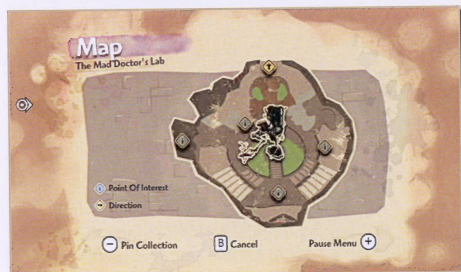 Map
The Mad Doctor's Lab
Point Of Interest
Direction
Pin Collection
B Cancel
Pause Menu